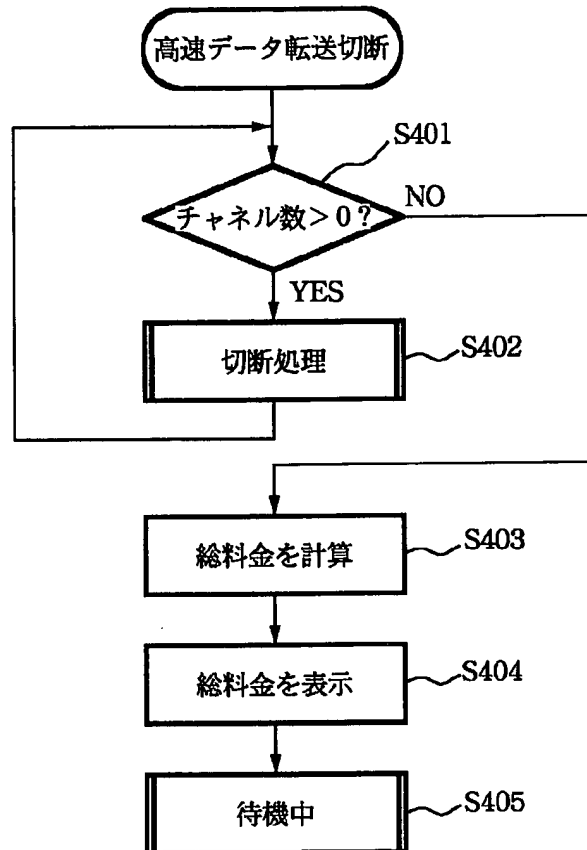 高速データ転送切断
S401
チャネル数＞0？
NO
YES
切断処理
S402
総料金を計算
S403
総料金を表示
S404
待機中
S405